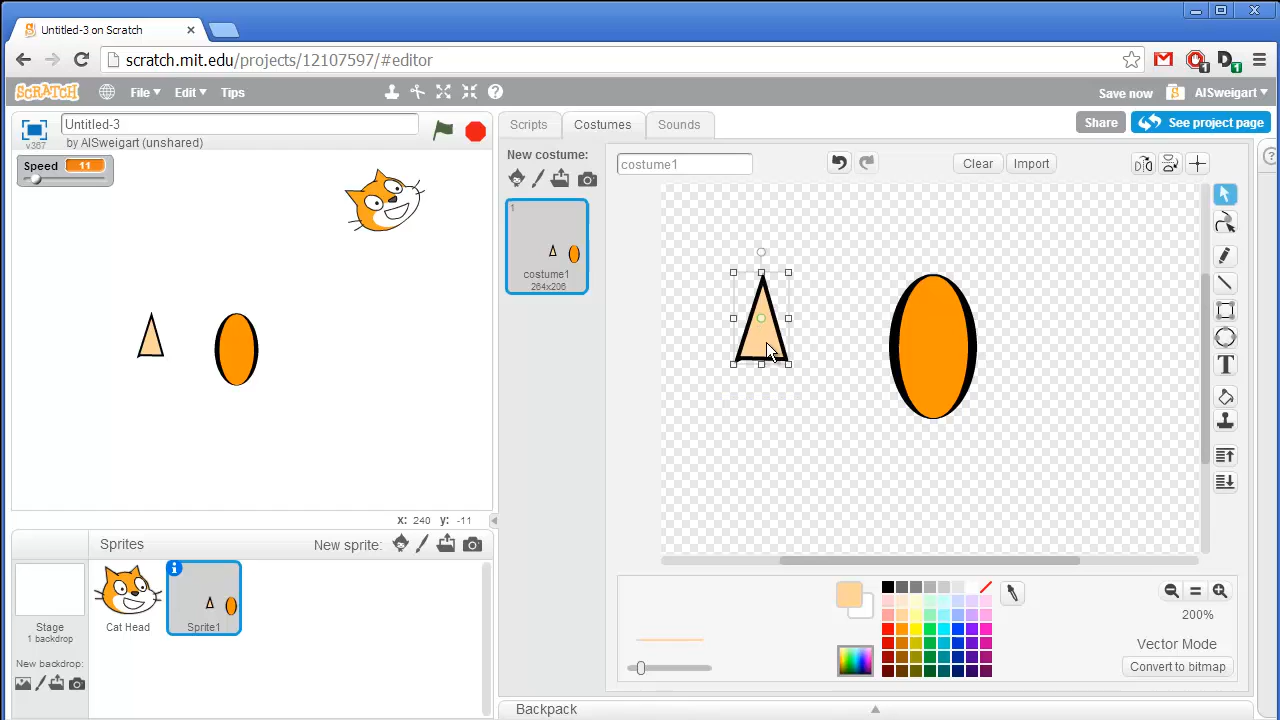 Untitled-3 on Scratch
scratch.mit.edu/projects/12107597/#editor
1
1
SCRATCH
File
Edit
Tips
Save now
AlSweigart
Untitled-3
by AlSweigart (unshared)
v387
Scripts
Costumes
Sounds
Share
See project page
Speed 11
New costume:
costume1
Clear
Import
1
costume1
264x206
T
x: 240 y: -11
Sprites
New sprite:
Cat Head
Sprite1
Stage
1 backdrop
New backdrop:
200%
Vector Mode
Convert to bitmap
Backpack